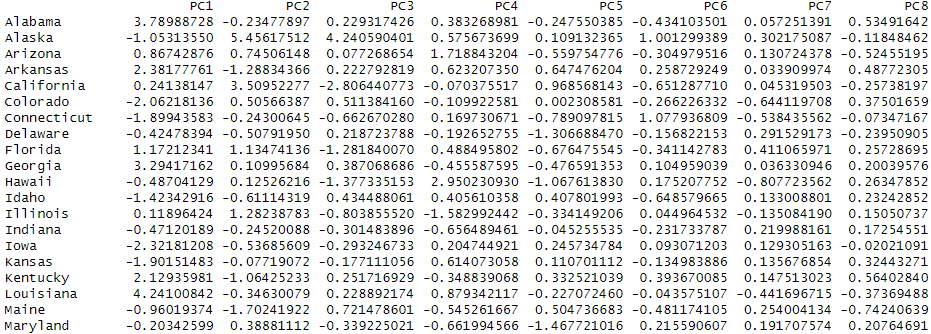 PC1 PC2 PC3 PC4 PC5 PC6 PC7 PC8
Alabama 3.78988728 -0.23477897 0.229317426 0.383268981 -0.247550385 -0.434103501 0.057251391 0.53491642
Alaska -1.05313550 5.45617512 4.240590401 0.575673699 0.109132365 1.001299389 0.302175087 -0.11848462
Arizona 0.86742876 0.74506148 0.077268654 1.718843204 -0.559754776 -0.304979516 0.130724378 -0.52455195
Arkansas 2.38177761 -1.28834366 0.222792819 0.623207350 0.647476204 0.258729249 0.033909974 0.48772305
California 0.24138147 3.50952277 -2.806440773 -0.070375517 0.968568143 -0.651287710 0.045319503 -0.25738197
Colorado -2.06218136 0.50566387 0.511384160 -0.109922581 0.002308581 -0.266226332 -0.644119708 0.37501659
Connecticut -1.89943583 -0.24300645 -0.662670280 0.169730671 -0.789097815 1.077936809 -0.538435562 -0.07347167
Delaware -0.42478394 -0.50791950 0.218723788 -0.192652755 -1.306688470 -0.156822153 0.291529173 -0.23950905
Florida 1.17212341 1.13474136 -1.281840070 0.488495802 -0.676475545 -0.341142783 0.411065971 0.25728695
Georgia 3.29417162 0.10995684 0.387068686 -0.455587595 -0.476591353 0.104959039 0.036330946 0.20039576
Hawaii -0.48704129 0.12526216 -1.377335153 2.950230930 -1.067613830 0.175207752 -0.807723562 0.26347852
Idaho -1.42342916 -0.61114319 0.434488061 0.405610358 0.407801993 -0.648579665 0.133008801 0.23242852
Illinois 0.11896424 1.28238783 -0.803855520 -1.582992442 -0.334149206 0.044964532 -0.135084190 0.15050737
Indiana -0.47120189 -0.24520088 -0.301483896 -0.656489461 -0.045255535 -0.231733787 0.219988161 0.17254551
Iowa -2.32181208 -0.53685609 -0.293246733 0.204744921 0.245734784 0.093071203 0.129305163 -0.02021091
Kansas -1.90151483 -0.07719072 -0.177111056 0.614073058 0.110701112 -0.134983886 0.135676854 0.32443271
Kentucky 2.12935981 -1.06425233 0.251716929 -0.348839068 0.332521039 0.393670085 0.147513023 0.56402840
Louisiana 4.24100842 -0.34630079 0.228892174 0.879342117 -0.227072460 -0.043575107 -0.441696715 -0.37369488
Maine -0.96019374 -1.70241922 0.721478601 -0.545261667 0.504736683 -0.481174105 0.254004134 -0.74240639
Maryland -0.20342599 0.38881112 -0.339225021 -0.661994566 -1.467721016 0.215590607 0.191707574 0.20764691